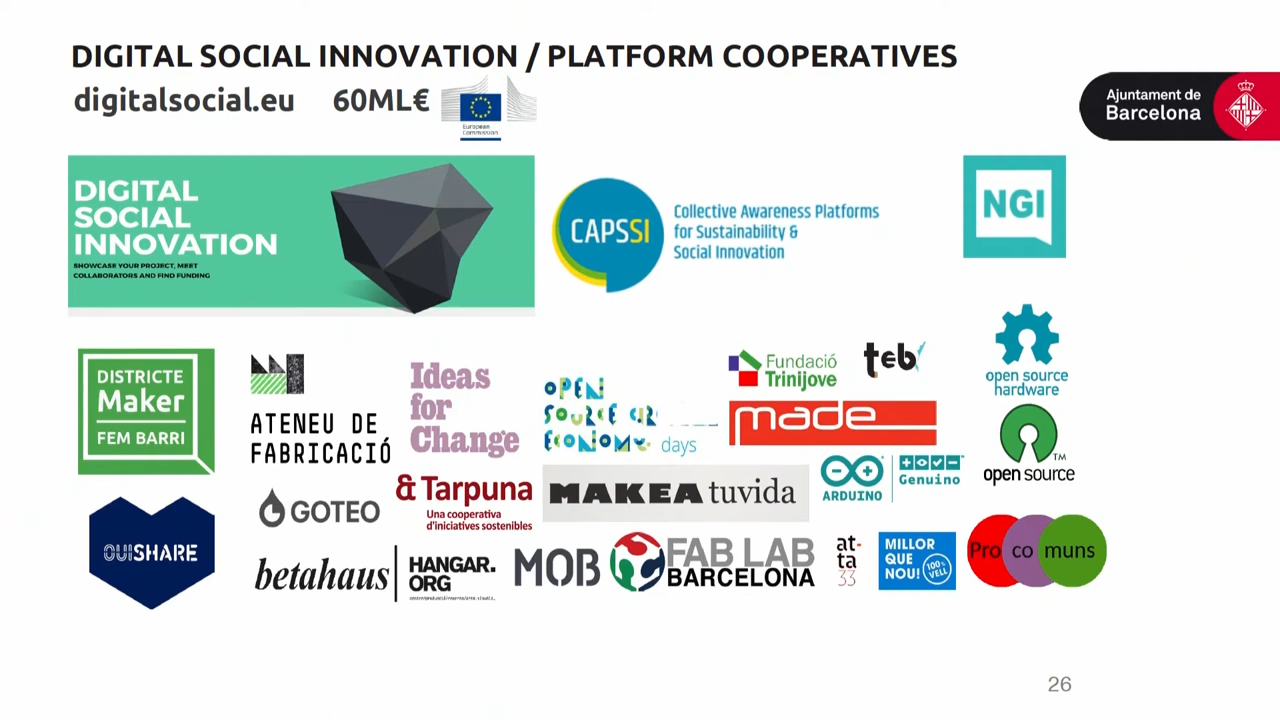 DIGITAL SOCIAL INNOVATION / PLATFORM COOPERATIVES
digitalsocial.eu 60ML€
European
Commission
Ajuntament de
Barcelona
DIGITAL
SOCIAL
INNOVATION
SHOWCASE YOUR PROJECT, MEET
COLLABORATORS AND FIND FUNDING
CAPSSI
Collective Awareness Platforms
for Sustainability &
Social Innovation
NGI
DISTRICTE
Maker
FEM BARRI
ATENEU DE
FABRICACIÓ
Ideas
for
Change
OPEN
SOURCE CIR
ECONOMY
days
Fundació
Trinijove
teb
made
open source
hardware
open source
TM
OUISHARE
GOTEO
& Tarpuna
Una cooperativa
d'iniciatives sostenibles
MAKEA tuvida
ARDUINO
Genuino
TM
betahaus
HANGAR.
ORG
MOB
FAB LAB
BARCELONA
at-
ta
33
MILLOR
QUE
NOU!
100%
VELL
Pro co muns
26